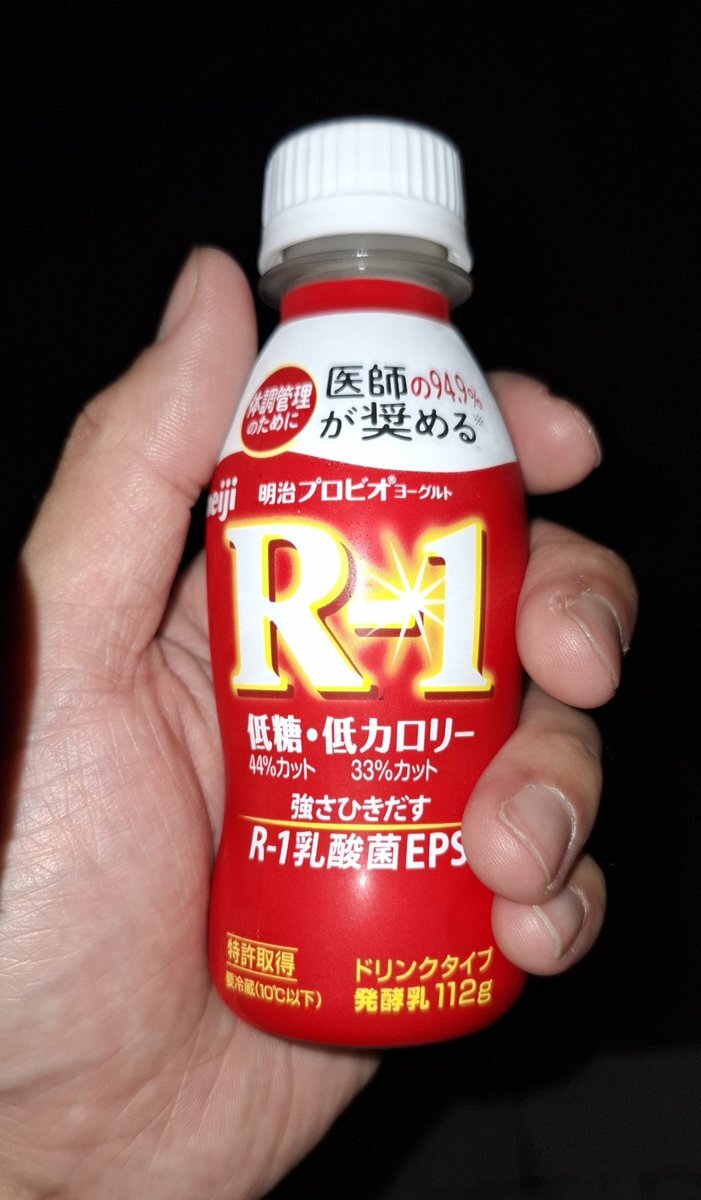 体調管理
のために
医師の94.9%
が奨める※
meiji
明治プロビオ®ヨーグルト
R-1
低糖・低カロリー
44%カット 33%カット
強さひきだす
R-1乳酸菌EPS
特許取得
要冷蔵(10℃以下)
ドリンクタイプ
発酵乳 112g